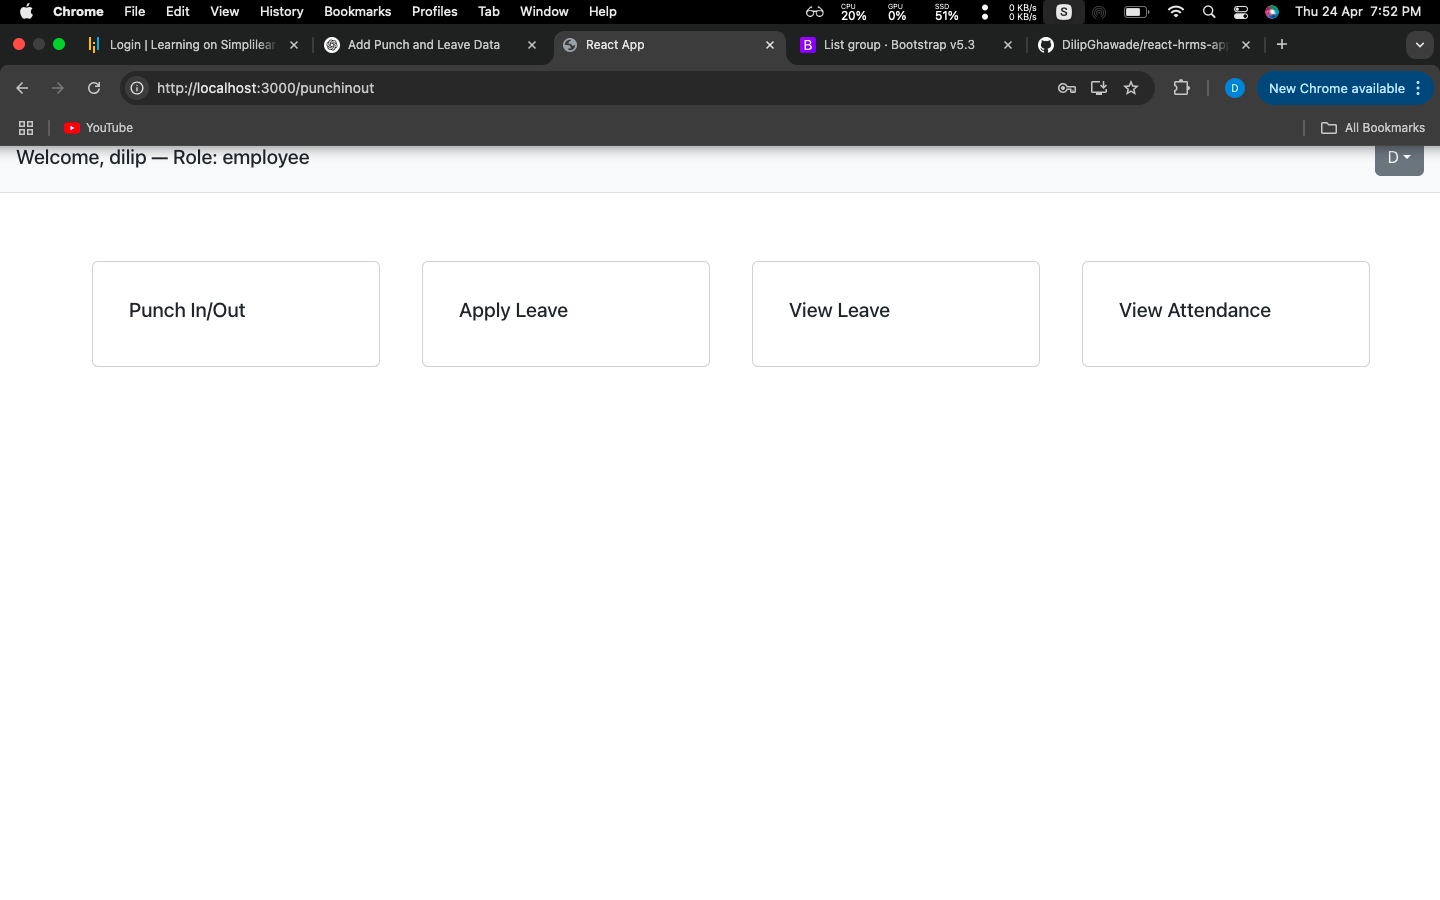 Chrome File Edit View History Bookmarks Profiles Tab Window Help CPU 20% GPU 0% SSD 51% 0 KB/s 0 KB/s S Thu 24 Apr 7:52 PM
Login | Learning on Simplilear Add Punch and Leave Data React App B List group · Bootstrap v5.3 DilipGhawade/react-hrms-ap
http://localhost:3000/punchinout D New Chrome available
YouTube All Bookmarks
Welcome, dilip — Role: employee D
Punch In/Out Apply Leave View Leave View Attendance